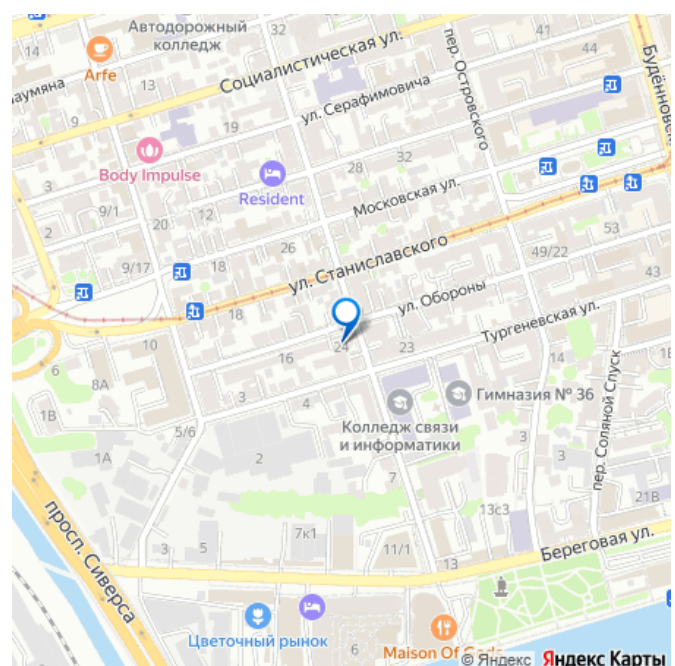 Автодорожный
колледж
32
41
44
14
Arfe
Социалистическая ул.
пер. Островского
13
ул. Серафимовича
11
9
19
Body Impulse
3
28
32
Resident
Московская ул.
12
9/1
20
2
26
ул. Станиславского
53
49/22
9/17
18
43
ул. Обороны
18
10
Тургеневская ул.
24
23
16
6
14
8А
Гимназия № 36
пер. Соляной Спуск
3
4
1В
Колледж связи
и информатики
5/6
3
3
1А
2
7
21В
13с3
просп. Сиверса
7к1
3
5
11/1
Береговая ул.
13
Цветочный рынок
6
© Яндекс Яндекс Карты